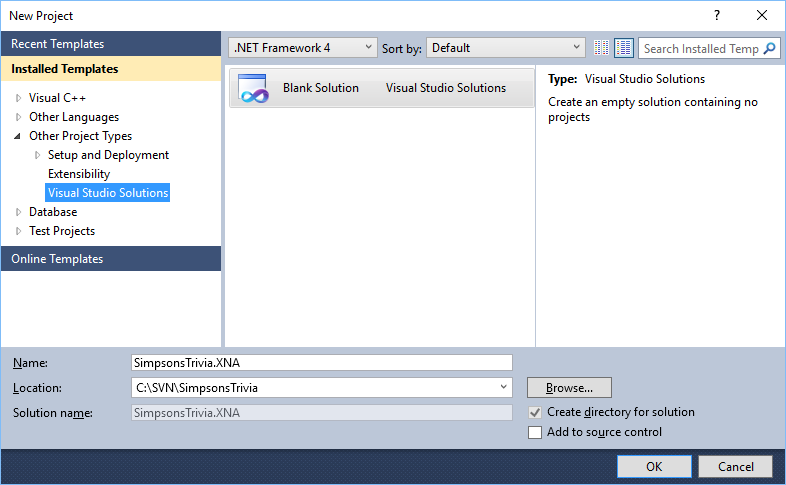 New Project
?
Recent Templates
Installed Templates
Visual C++
Other Languages
Other Project Types
Setup and Deployment
Extensibility
Visual Studio Solutions
Database
Test Projects
Online Templates
.NET Framework 4
Sort by:
Default
Search Installed Temp
Blank Solution
Visual Studio Solutions
Type: Visual Studio Solutions
Create an empty solution containing no
projects
Name:
SimpsonsTrivia.XNA
Location:
C:\SVN\SimpsonsTrivia
Browse...
Solution name:
SimpsonsTrivia.XNA
Create directory for solution
Add to source control
OK
Cancel